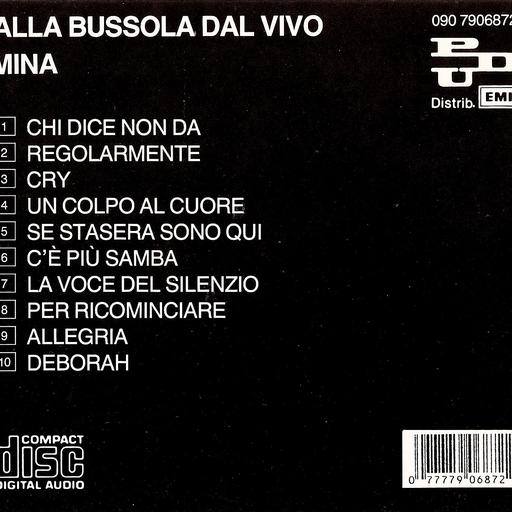 ALLA BUSSOLA DAL VIVO
MINA
090 7906872
PDU
Distrib. EMI
1 CHI DICE NON DA
2 REGOLARMENTE
3 CRY
4 UN COLPO AL CUORE
5 SE STASERA SONO QUI
6 C'È PIÙ SAMBA
7 LA VOCE DEL SILENZIO
8 PER RICOMINCIARE
9 ALLEGRIA
10 DEBORAH
COMPACT
disc
DIGITAL AUDIO
0 77779 06872